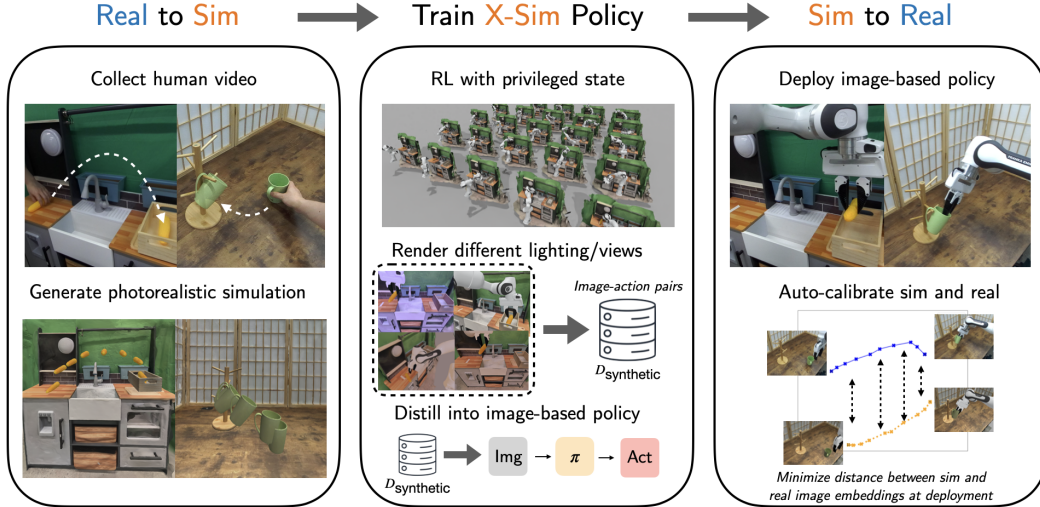 Real to Sim
Train X-Sim Policy
Sim to Real
Collect human video
Generate photorealistic simulation
RL with privileged state
Render different lighting/views
Image-action pairs
D synthetic
Distill into image-based policy
D synthetic
Img
π
Act
Deploy image-based policy
Auto-calibrate sim and real
Minimize distance between sim and
real image embeddings at deployment